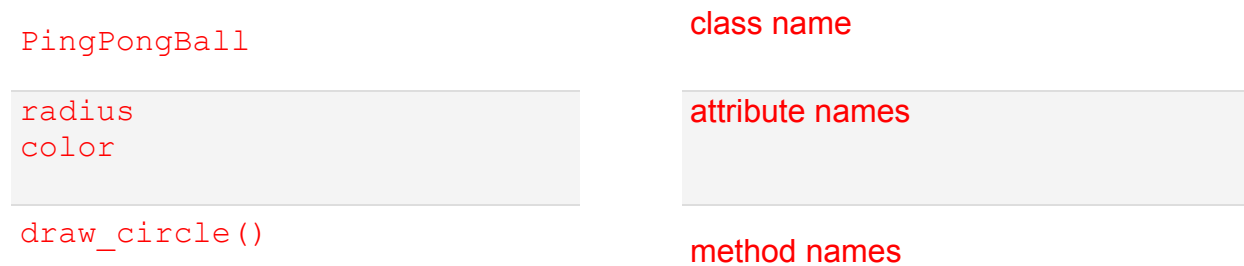 PingPongBall
class name
radius
color
attribute names
draw_circle()
method names